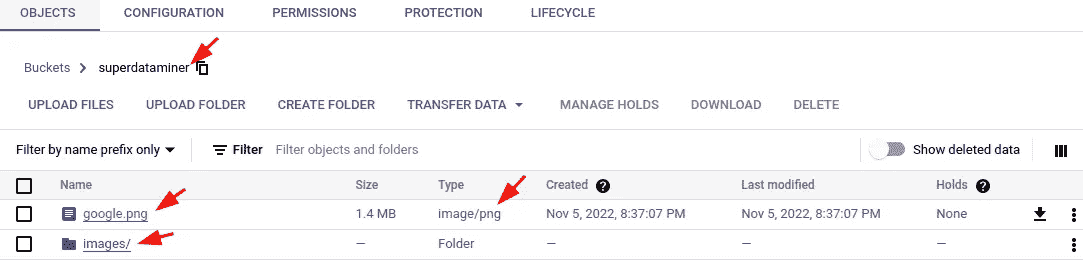 OBJECTS CONFIGURATION PERMISSIONS PROTECTION LIFECYCLE
Buckets superdataminer
UPLOAD FILES UPLOAD FOLDER CREATE FOLDER TRANSFER DATA MANAGE HOLDS DOWNLOAD DELETE
Filter by name prefix only Filter Filter objects and folders Show deleted data
Name Size Type Created Last modified Holds
google.png 1.4 MB image/png Nov 5, 2022, 8:37:07 PM Nov 5, 2022, 8:37:07 PM None
images/ — Folder — — —